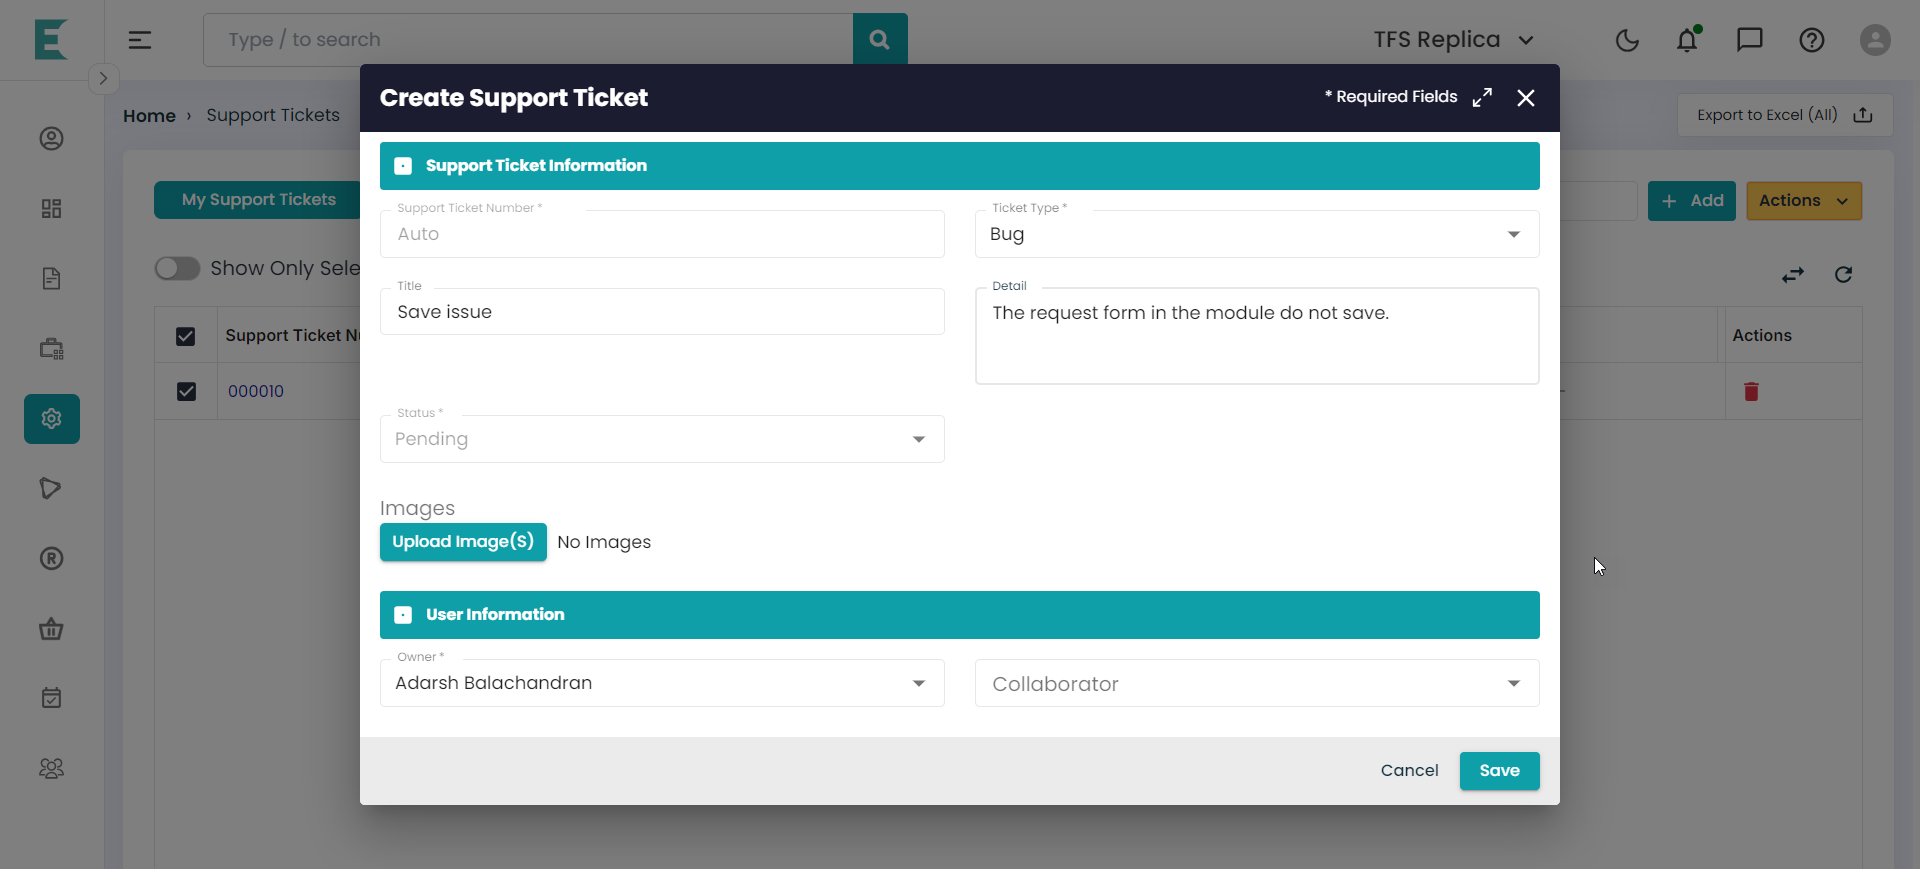 Type / to search
TFS Replica
Create Support Ticket
* Required Fields
Home › Support Tickets
Export to Excel (All)
Support Ticket Information
My Support Tickets
+ Add
Actions
Support Ticket Number *
Auto
Ticket Type *
Bug
Show Only Sele
Title
Save issue
Detail
The request form in the module do not save.
Support Ticket N
Actions
000010
Status *
Pending
Images
Upload Image(S)
No Images
User Information
Owner *
Adarsh Balachandran
Collaborator
Cancel
Save